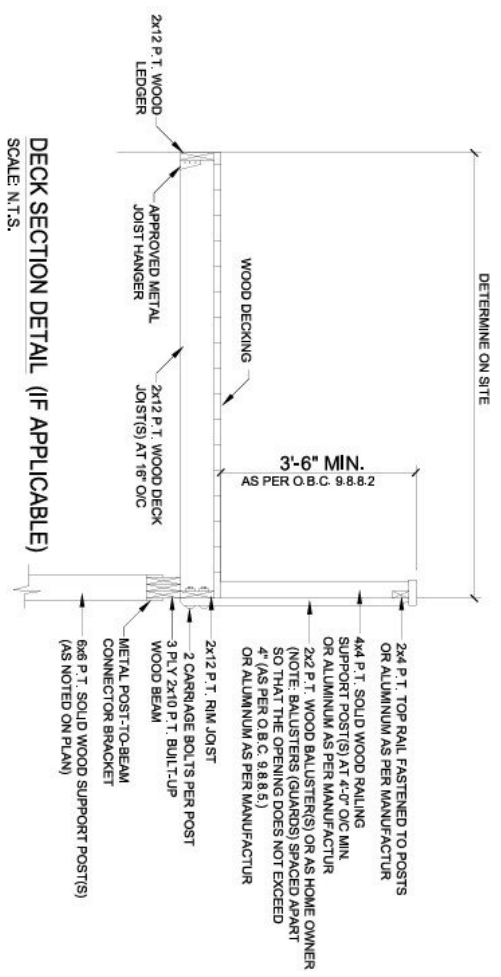 DETERMINE ON SITE
2x4 P.T. TOP RAIL FASTENED TO POSTS
OR ALUMINUM AS PER MANUFACTUR
4x4 P.T. SOLID WOOD RAILING
SUPPORT POST(S) AT 4'-0" O/C MIN.
OR ALUMINUM AS PER MANUFACTUR
3'-6" MIN.
AS PER O.B.C. 9.8.8.2
2x2 P.T. WOOD BALUSTER(S) OR AS HOME OWNER
(NOTE: BALUSTERS (GUARDS) SPACED APART
SO THAT THE OPENING DOES NOT EXCEED
4" (AS PER O.B.C. 9.8.8.5.)
OR ALUMINUM AS PER MANUFACTUR
WOOD DECKING
2x12 P.T. WOOD
LEDGER
APPROVED METAL
JOIST HANGER
2x12 P.T. WOOD DECK
JOIST(S) AT 16" O/C
2x12 P.T. RIM JOIST
2 CARRIAGE BOLTS PER POST
3 PLY 2x10 P.T. BUILT-UP
WOOD BEAM
METAL POST-TO-BEAM
CONNECTOR BRACKET
6x6 P.T. SOLID WOOD SUPPORT POST(S)
(AS NOTED ON PLAN)
DECK SECTION DETAIL (IF APPLICABLE)
SCALE: N.T.S.